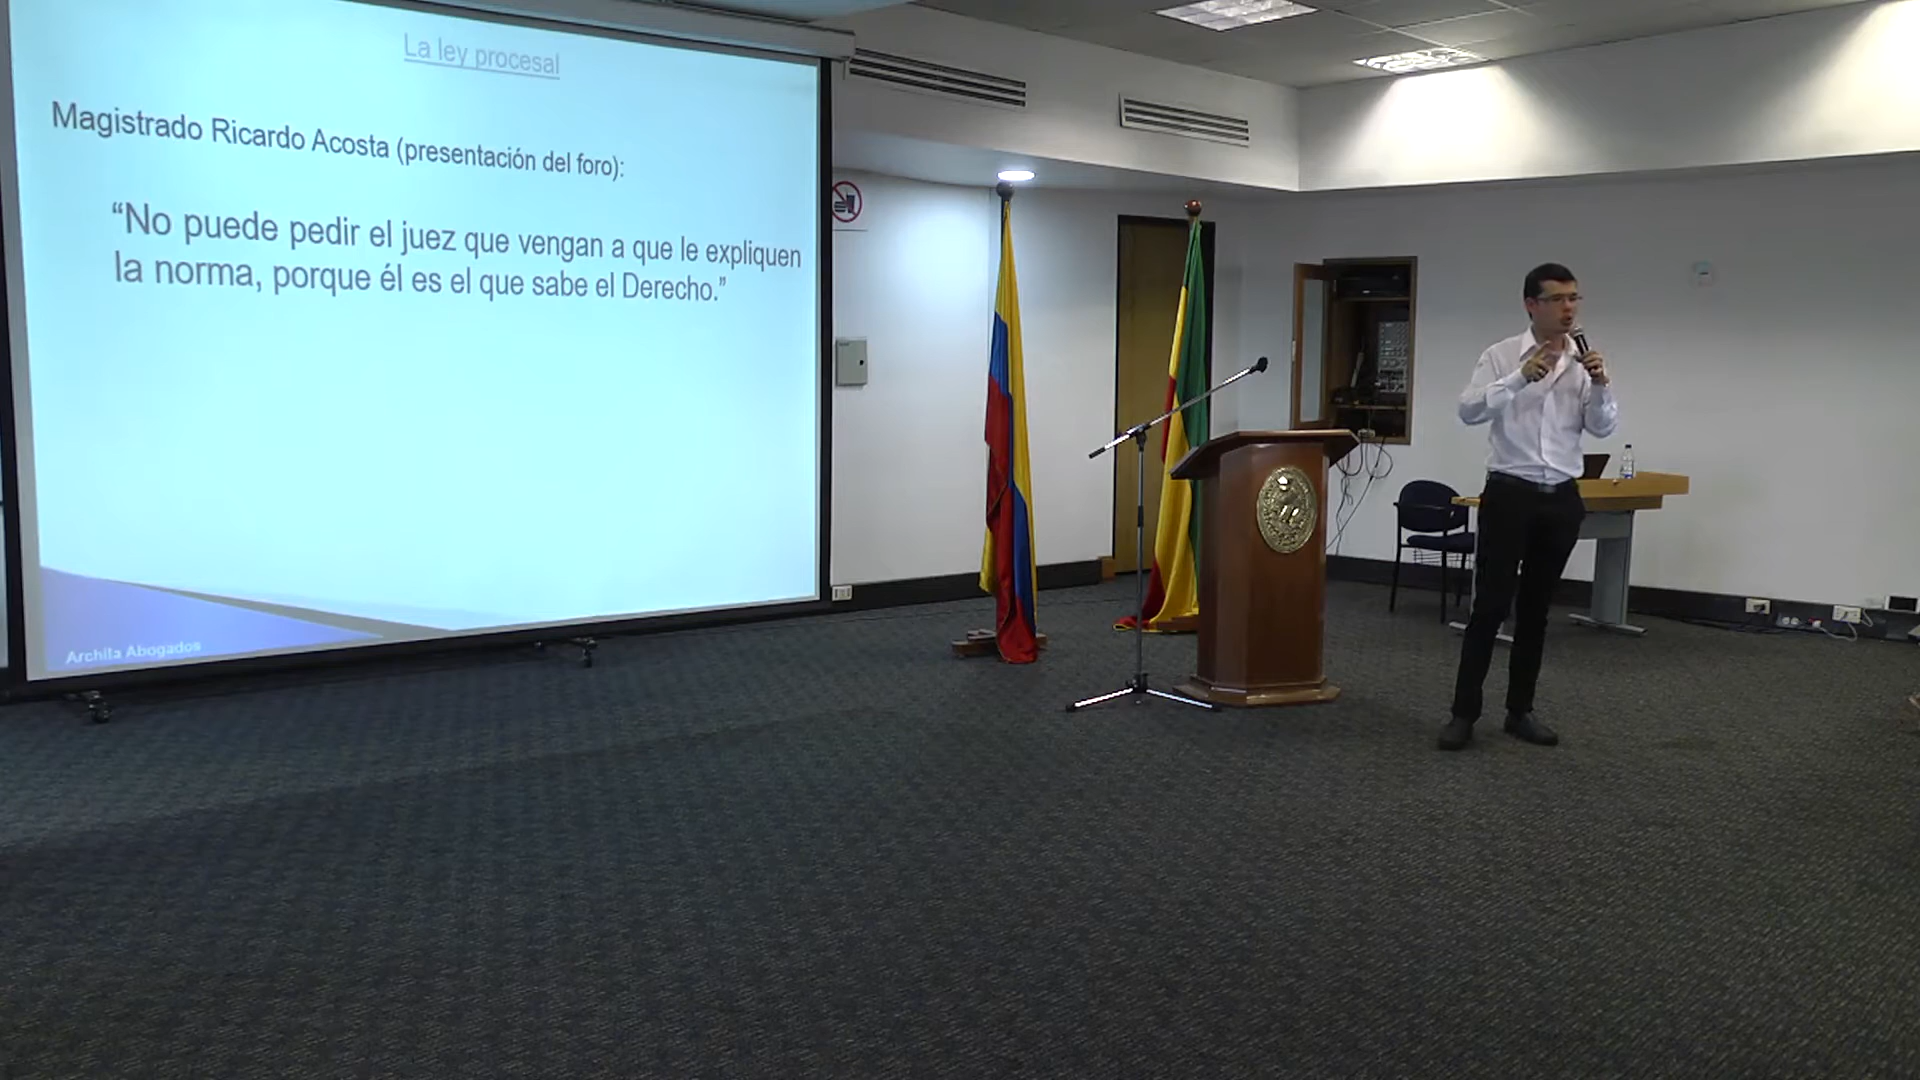 La ley procesal
Magistrado Ricardo Acosta (presentación del foro):
“No puede pedir el juez que vengan a que le expliquen
la norma, porque él es el que sabe el Derecho.”
Archila Abogados